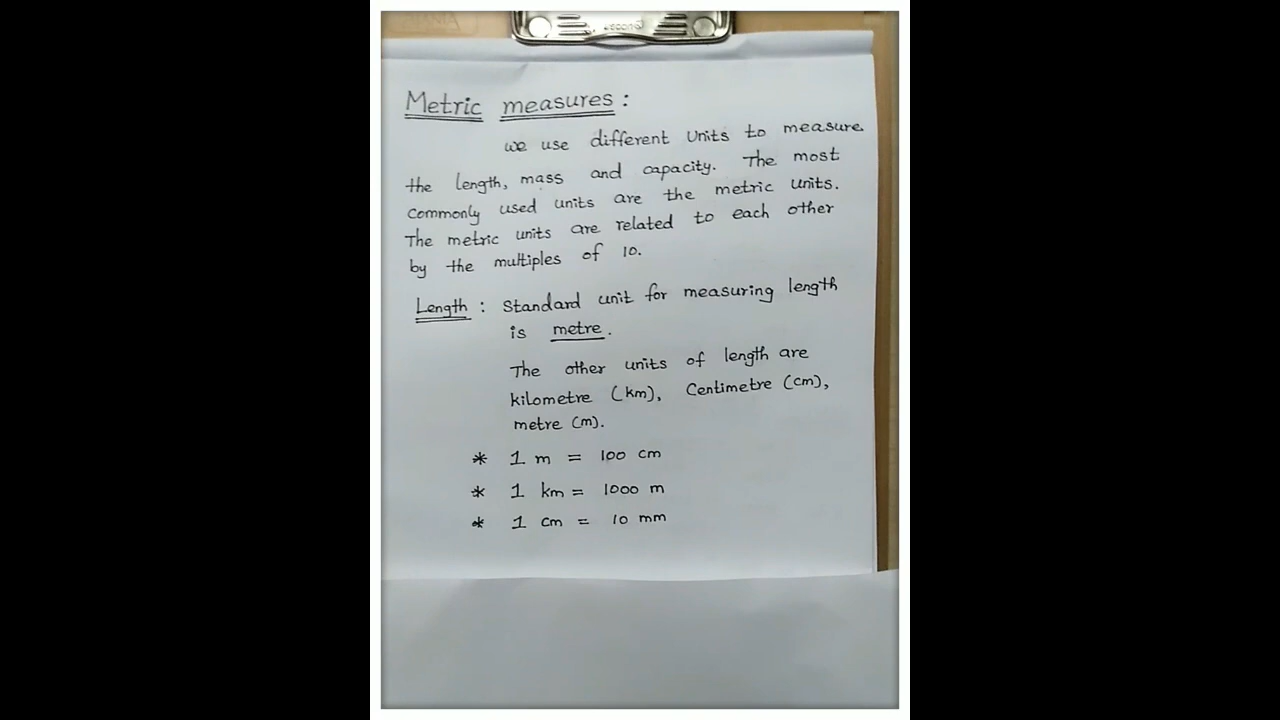 Metric measures :
we use different Units to measure
the length, mass and capacity. The most
commonly used units are the metric units.
The metric units are related to each other
by the multiples of 10.
Length : Standard unit for measuring length
is metre.
The other units of length are
kilometre (km), Centimetre (cm),
metre (m).
* 1 m = 100 cm
* 1 km = 1000 m
* 1 cm = 10 mm